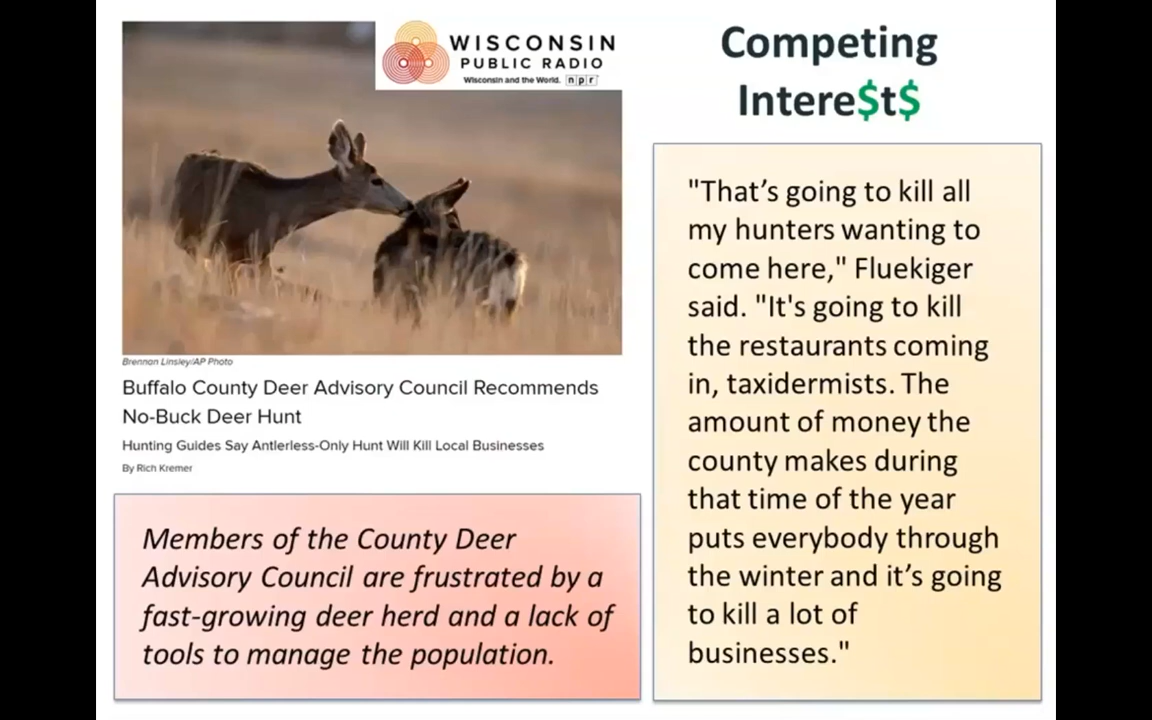 WISCONSIN
PUBLIC RADIO
Wisconsin and the World. npr
Brennan Linsley/AP Photo
Buffalo County Deer Advisory Council Recommends
No-Buck Deer Hunt
Hunting Guides Say Antlerless-Only Hunt Will Kill Local Businesses
By Rich Kremer
Members of the County Deer
Advisory Council are frustrated by a
fast-growing deer herd and a lack of
tools to manage the population.
Competing
Intere$t$
"That’s going to kill all
my hunters wanting to
come here," Fluekiger
said. "It's going to kill
the restaurants coming
in, taxidermists. The
amount of money the
county makes during
that time of the year
puts everybody through
the winter and it’s going
to kill a lot of
businesses."